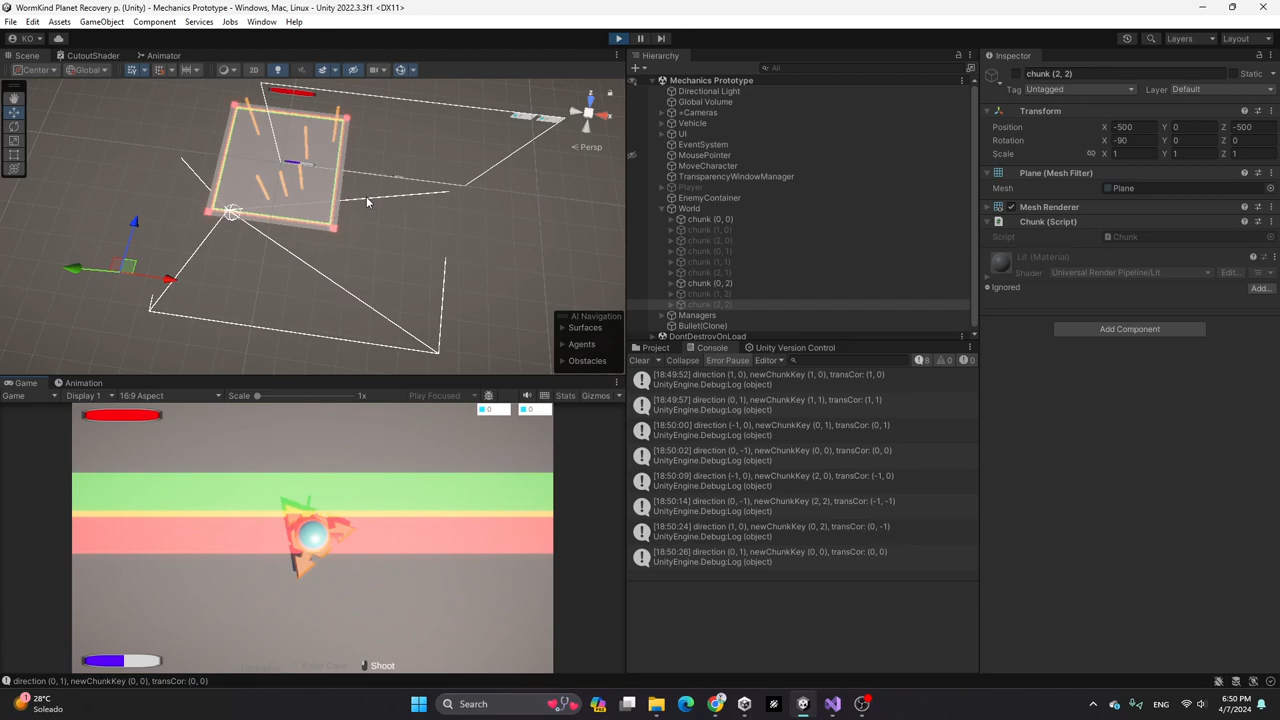 WormKind Planet Recovery p. (Unity) - Mechanics Prototype - Windows, Mac, Linux - Unity 2022.3.3f1 <DX11>
File Edit Assets GameObject Component Services Jobs Window Help
KO Layers Layout
Scene CutoutShader Animator
Center Global 2D
z
x
Persp
AI Navigation
Surfaces
Agents
Obstacles
Game Animation
Game Display 1 16:9 Aspect Scale 1x Play Focused Stats Gizmos
0 0
Enter Cave Shoot
Hierarchy
All
Mechanics Prototype
Directional Light
Global Volume
=Cameras
Vehicle
UI
EventSystem
MousePointer
MoveCharacter
TransparencyWindowManager
Player
EnemyContainer
World
chunk (0, 0)
chunk (1, 0)
chunk (2, 0)
chunk (0, 1)
chunk (1, 1)
chunk (2, 1)
chunk (0, 2)
chunk (1, 2)
chunk (2, 2)
Managers
Bullet(Clone)
DontDestroyOnLoad
Project Console Unity Version Control
Clear Collapse Error Pause Editor 8 0 0
[18:49:52] direction (1, 0), newChunkKey (1, 0), transCor: (1, 0)
UnityEngine.Debug:Log (object)
[18:49:57] direction (0, 1), newChunkKey (1, 1), transCor: (1, 1)
UnityEngine.Debug:Log (object)
[18:50:00] direction (-1, 0), newChunkKey (0, 1), transCor: (0, 1)
UnityEngine.Debug:Log (object)
[18:50:02] direction (0, -1), newChunkKey (0, 0), transCor: (0, 0)
UnityEngine.Debug:Log (object)
[18:50:09] direction (-1, 0), newChunkKey (2, 0), transCor: (-1, 0)
UnityEngine.Debug:Log (object)
[18:50:14] direction (0, -1), newChunkKey (2, 2), transCor: (-1, -1)
UnityEngine.Debug:Log (object)
[18:50:24] direction (1, 0), newChunkKey (0, 2), transCor: (0, -1)
UnityEngine.Debug:Log (object)
[18:50:26] direction (0, 1), newChunkKey (0, 0), transCor: (0, 0)
UnityEngine.Debug:Log (object)
Inspector
chunk (2, 2) Static
Tag Untagged Layer Default
Transform
Position X -500 Y 0 Z -500
Rotation X -90 Y 0 Z 0
Scale X 1 Y 1 Z 1
Plane (Mesh Filter)
Mesh Plane
Mesh Renderer
Chunk (Script)
Script Chunk
Lit (Material)
Shader Universal Render Pipeline/Lit Edit...
Ignored Add...
Add Component
direction (0, 1), newChunkKey (0, 0), transCor: (0, 0)
28°C
Soleado
1
Search
ENG
6:50 PM
4/7/2024